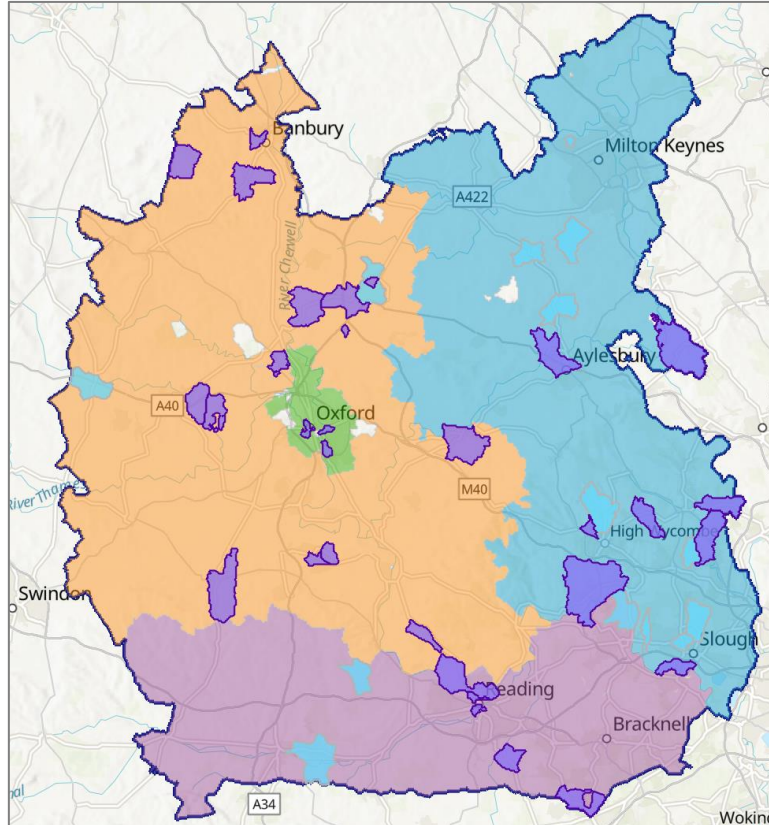 Banbury
Milton Keynes
A422
River Cherwell
Aylesbury
A40
Oxford
River Thames
M40
High Wycombe
Swindon
Slough
Reading
Bracknell
A34
Woking